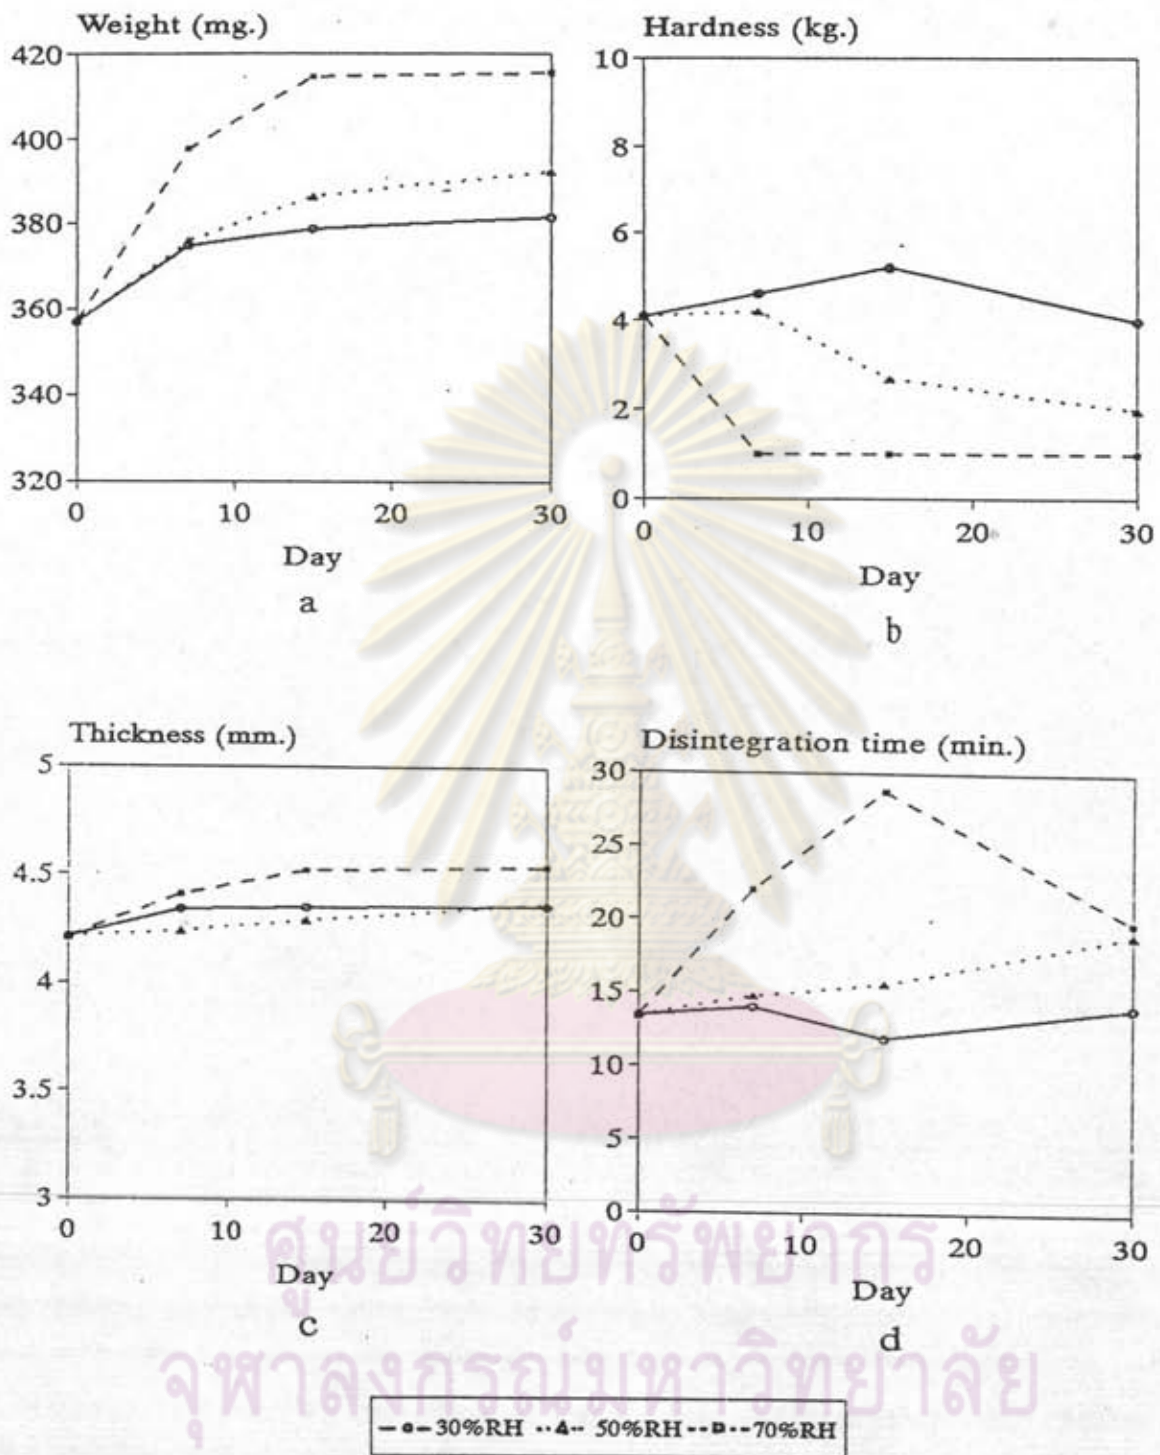 Weight (mg.)
420
400
380
360
340
320
0 10 20 30
Day
a
Hardness (kg.)
10
8
6
4
2
0
0 10 20 30
Day
b
Thickness (mm.)
5
4.5
4
3.5
3
0 10 20 30
Day
c
Disintegration time (min.)
30
25
20
15
10
5
0
0 10 20 30
Day
d
ศูนย์วิทยทรัพยากร
จุฬาลงกรณ์มหาวิทยาลัย
30%RH 50%RH 70%RH